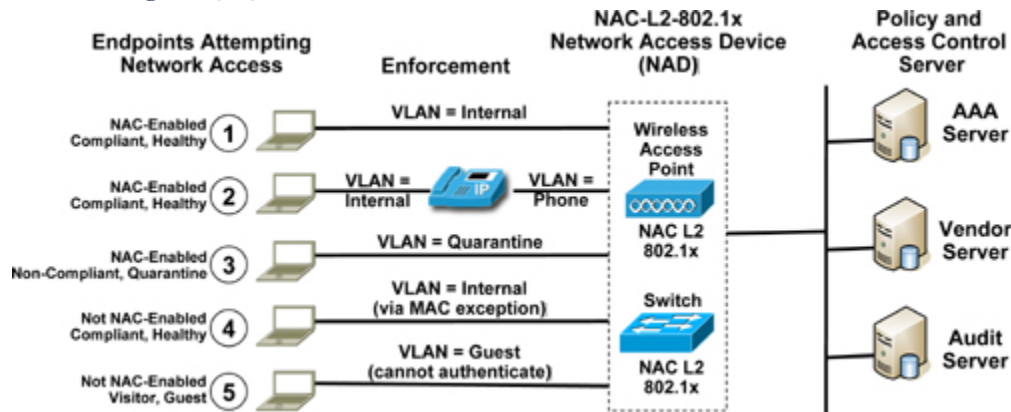 Endpoints Attempting
Network Access
Enforcement
NAC-L2-802.1x
Network Access Device
(NAD)
Policy and
Access Control
Server
NAC-Enabled
Compliant, Healthy
1
VLAN = Internal
NAC-Enabled
Compliant, Healthy
2
VLAN =
Internal
IP
VLAN =
Phone
NAC-Enabled
Non-Compliant, Quarantine
3
VLAN = Quarantine
Not NAC-Enabled
Compliant, Healthy
4
VLAN = Internal
(via MAC exception)
Not NAC-Enabled
Visitor, Guest
5
VLAN = Guest
(cannot authenticate)
Wireless
Access
Point
NAC L2
802.1x
Switch
NAC L2
802.1x
AAA
Server
Vendor
Server
Audit
Server